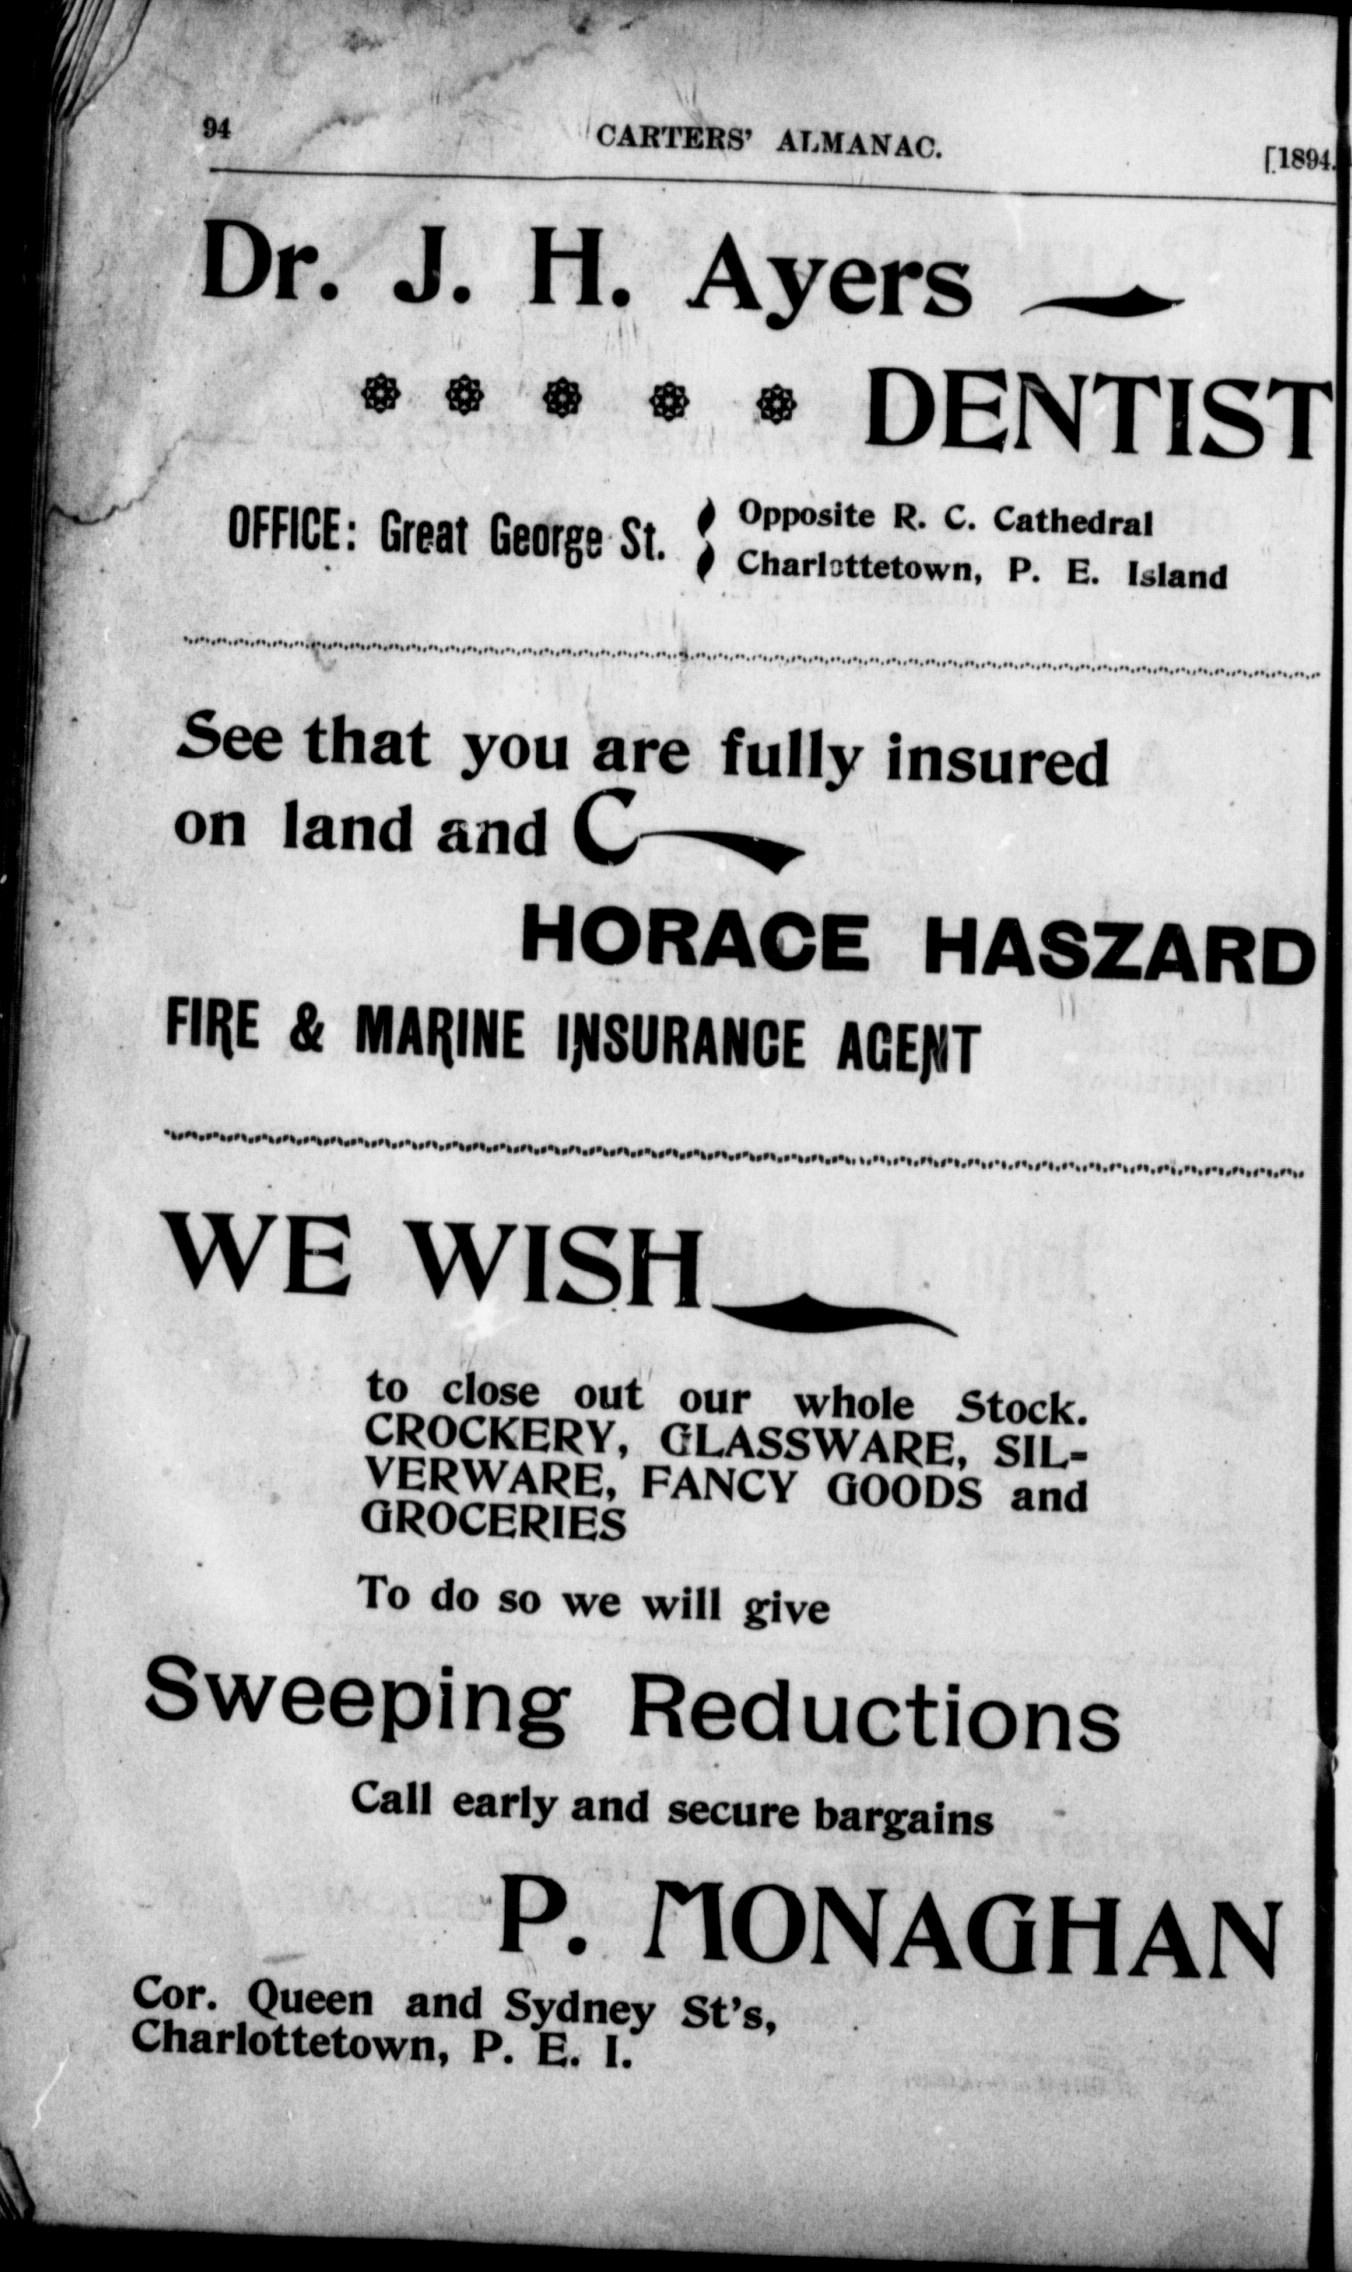 94 CARTERS' ALMANAC. [1894.
Dr. J. H. Ayers
DENTIST
OFFICE: Great George St. Opposite R. C. Cathedral
Charlottetown, P. E. Island
See that you are fully insured
on land and C
HORACE HASZARD
FIRE & MARINE INSURANCE AGENT
WE WISH
to close out our whole Stock.
CROCKERY, GLASSWARE, SIL-
VERWARE, FANCY GOODS and
GROCERIES
To do so we will give
Sweeping Reductions
Call early and secure bargains
P. MONAGHAN
Cor. Queen and Sydney St's,
Charlottetown, P. E. I.